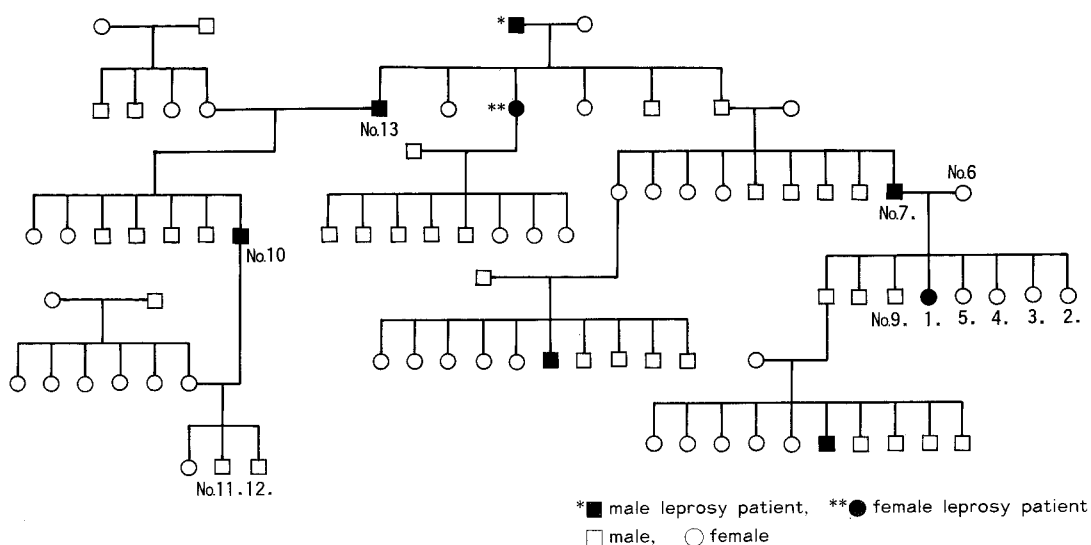 *
**
No.13
No.6
No.7.
No.10
No.9. 1. 5. 4. 3. 2.
No.11.12.
*■ male leprosy patient, **● female leprosy patient
□ male, ○ female